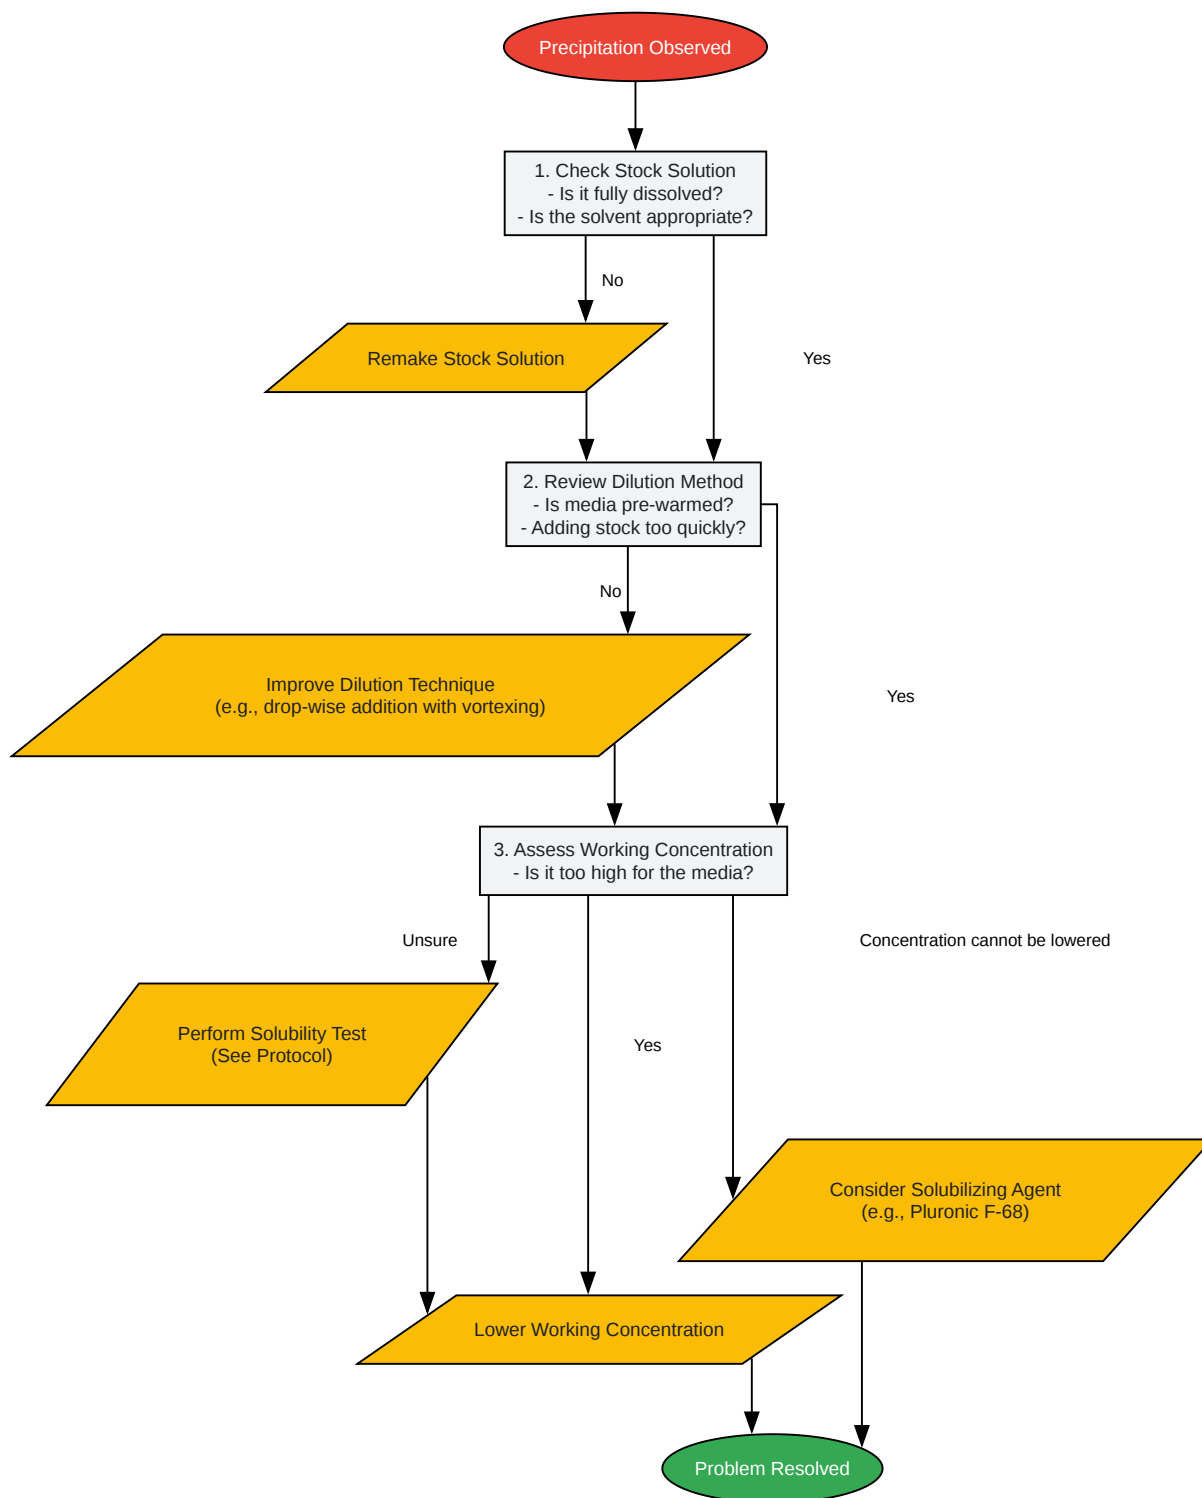 Precipitation Observed
1. Check Stock Solution
- Is it fully dissolved?
- Is the solvent appropriate?
No
Remake Stock Solution
Yes
2. Review Dilution Method
- Is media pre-warmed?
- Adding stock too quickly?
No
Improve Dilution Technique
(e.g., drop-wise addition with vortexing)
Yes
3. Assess Working Concentration
- Is it too high for the media?
Unsure
Concentration cannot be lowered
Perform Solubility Test
(See Protocol)
Yes
Consider Solubilizing Agent
(e.g., Pluronic F-68)
Lower Working Concentration
Problem Resolved